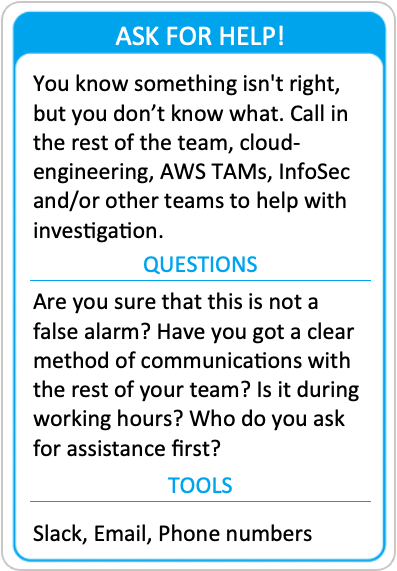 ASK FOR HELP!
You know something isn't right,
but you don’t know what. Call in
the rest of the team, cloud-
engineering, AWS TAMs, InfoSec
and/or other teams to help with
investigation.
QUESTIONS
Are you sure that this is not a
false alarm? Have you got a clear
method of communications with
the rest of your team? Is it during
working hours? Who do you ask
for assistance first?
TOOLS
Slack, Email, Phone numbers